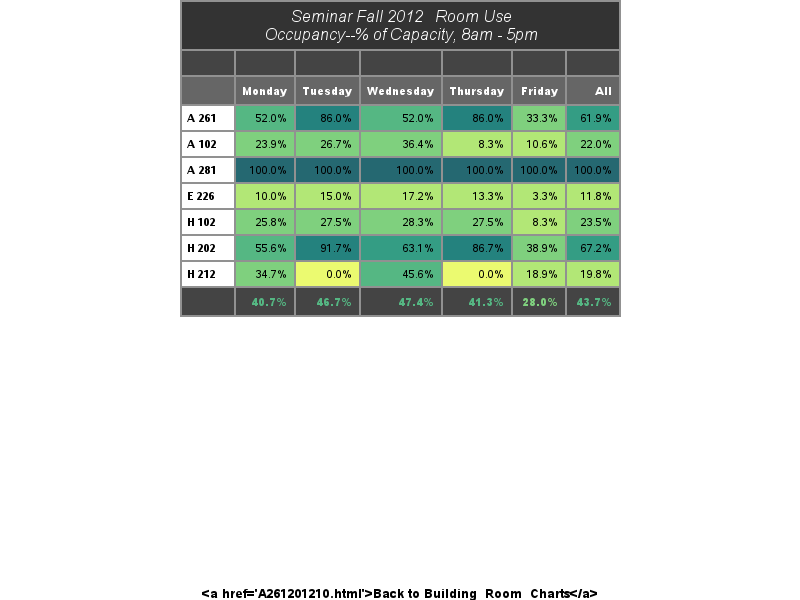 Seminar Fall 2012 Room Use
Occupancy--% of Capacity, 8am - 5pm
Monday Tuesday Wednesday Thursday Friday All
A 261 52.0% 86.0% 52.0% 86.0% 33.3% 61.9%
A 102 23.9% 26.7% 36.4% 8.3% 10.6% 22.0%
A 281 100.0% 100.0% 100.0% 100.0% 100.0% 100.0%
E 226 10.0% 15.0% 17.2% 13.3% 3.3% 11.8%
H 102 25.8% 27.5% 28.3% 27.5% 8.3% 23.5%
H 202 55.6% 91.7% 63.1% 86.7% 38.9% 67.2%
H 212 34.7% 0.0% 45.6% 0.0% 18.9% 19.8%
40.7% 46.7% 47.4% 41.3% 28.0% 43.7%
<a href='A261201210.html'>Back to Building Room Charts</a>